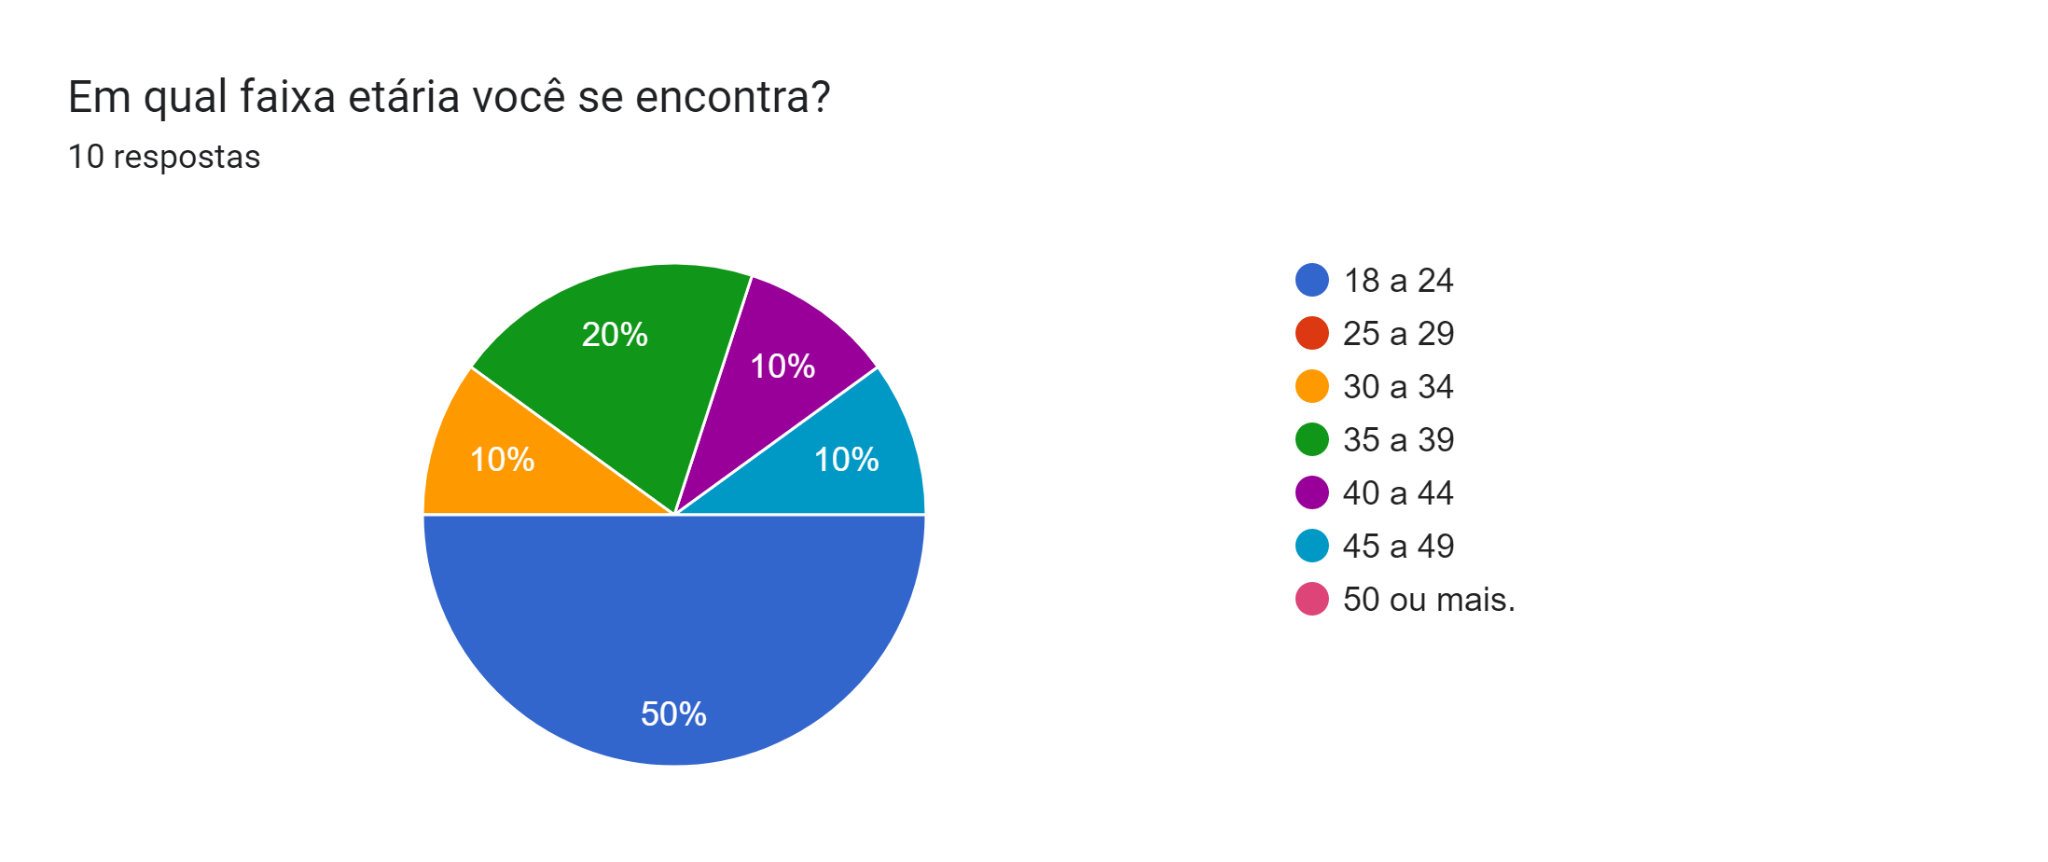 Em qual faixa etária você se encontra?
10 respostas
20%
10%
10%
10%
50%
18 a 24
25 a 29
30 a 34
35 a 39
40 a 44
45 a 49
50 ou mais.